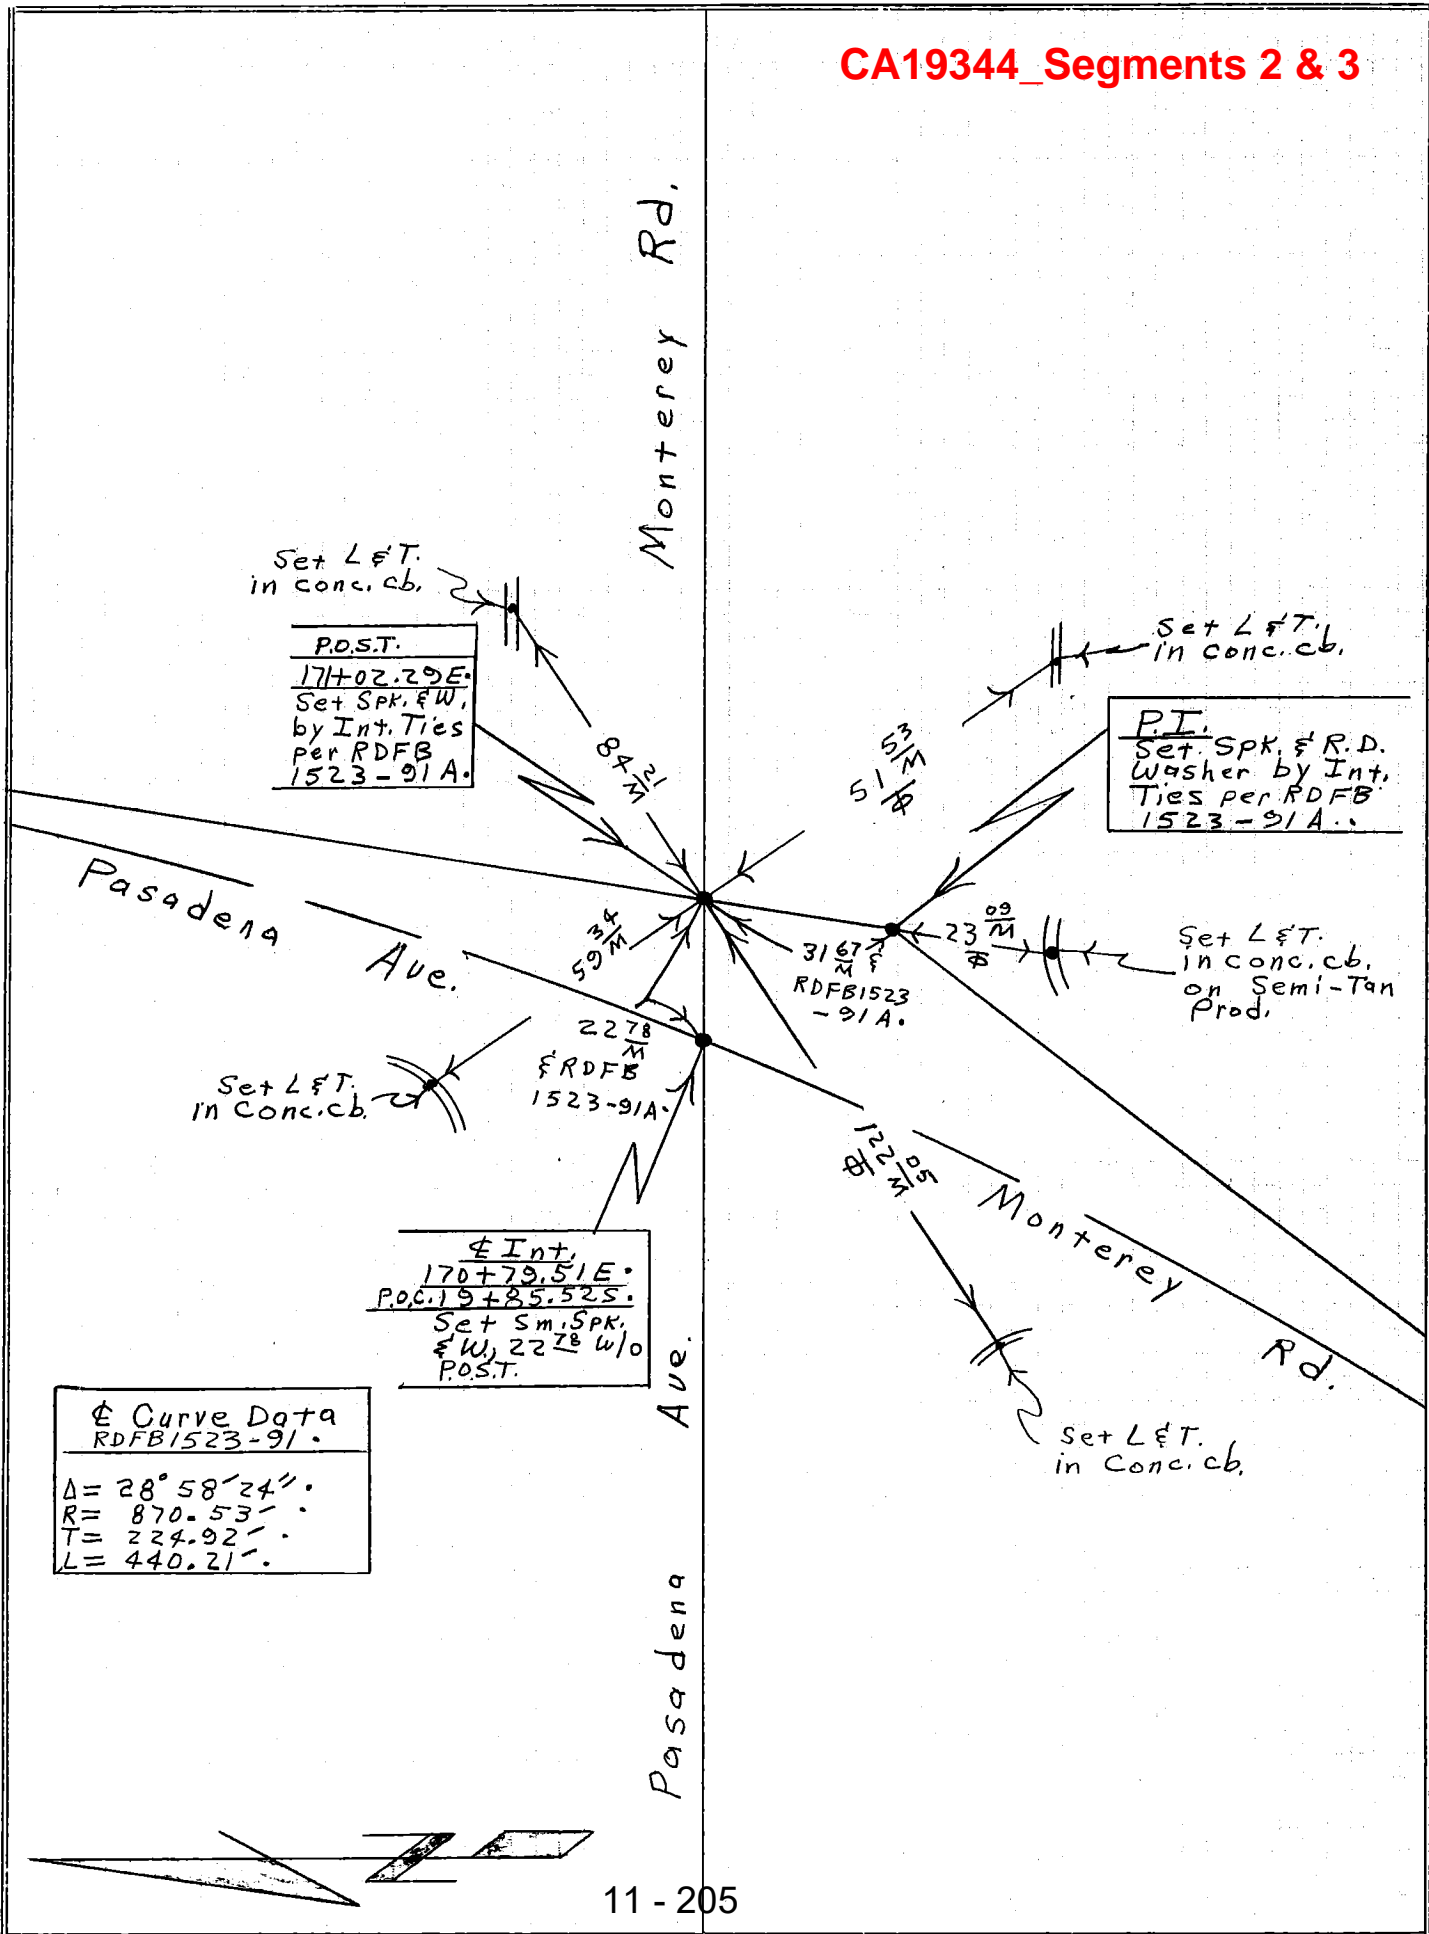 CA19344_Segments 2 & 3
Monterey Rd.
Set L & T.
in conc. cb.
P.O.S.T.
171+02.29E.
Set Spk. & W.
by Int. Ties
per RDFB
1523-91A.
84 21/M
Set L & T.
in conc. cb.
53/M
51
P.I.
Set Spk. & R.D.
Washer by Int.
Ties per RDFB
1523-91A..
Pasadena Ave.
59 34/M
31 67/M &
RDFB1523
-91A.
23 09/M
Set L & T.
in conc. cb.
on Semi-Tan
Prod.
22 78/M
& RDFB
1523-91A.
Set L & T.
in Conc. cb.
122 05/M
Monterey Rd.
℄ Int.
170+79.51E.
P.O.C. 19+85.52S.
Set Sm. Spk.
& W., 22 78 W/o
P.O.S.T.
Set L & T.
in Conc. cb.
℄ Curve Data
RDFB1523-91.
Δ= 28° 58' 24".
R= 870.53'.
T= 224.92'.
L= 440.21'.
Pasadena Ave.
11 - 205